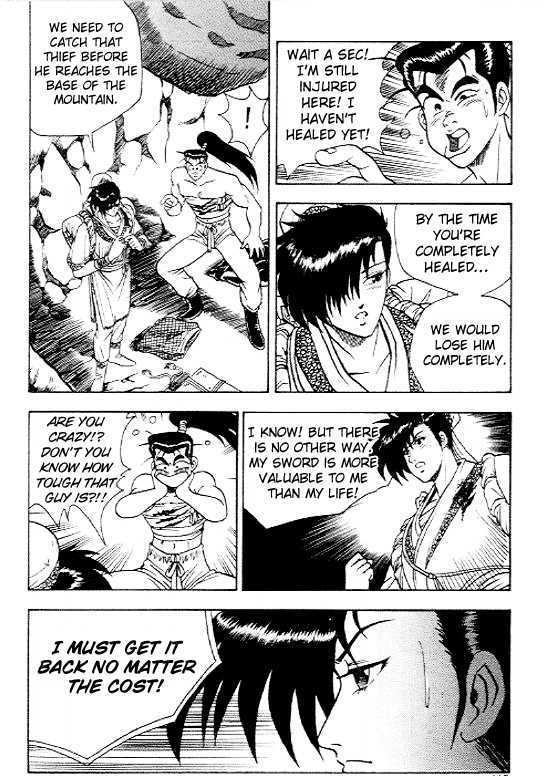 WE NEED TO
CATCH THAT
THIEF BEFORE
HE REACHES THE
BASE OF THE
MOUNTAIN.
!
WAIT A SEC!
I'M STILL
INJURED
HERE! I
HAVEN'T
HEALED YET!
BY THE TIME
YOU'RE
COMPLETELY
HEALED...
WE WOULD
LOSE HIM
COMPLETELY.
ARE YOU
CRAZY!?
DON'T YOU
KNOW HOW
TOUGH THAT
GUY IS?!!
I KNOW! BUT THERE
IS NO OTHER WAY.
MY SWORD IS MORE
VALUABLE TO ME
THAN MY LIFE!
I MUST GET IT
BACK NO MATTER
THE COST!